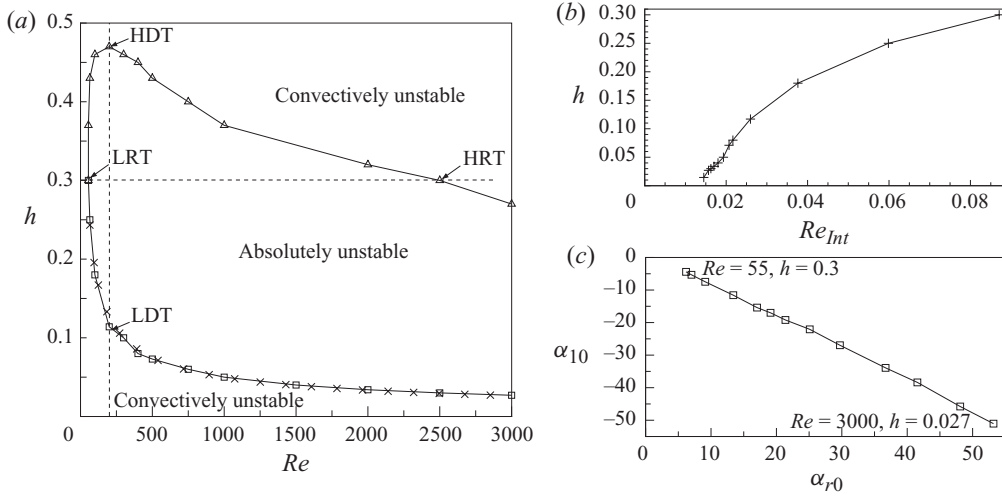 (a)
0.5
0.4
0.3
0.2
0.1
h
0 500 1000 1500 2000 2500 3000
Re
HDT
Convectively unstable
LRT
HRT
Absolutely unstable
LDT
Convectively unstable
(b)
0.30
0.25
0.20
0.15
0.10
0.05
h
0 0.02 0.04 0.06 0.08
Re_Int
(c)
0
−10
−20
−30
−40
−50
α10
Re = 55, h = 0.3
Re = 3000, h = 0.027
0 10 20 30 40 50
αr0